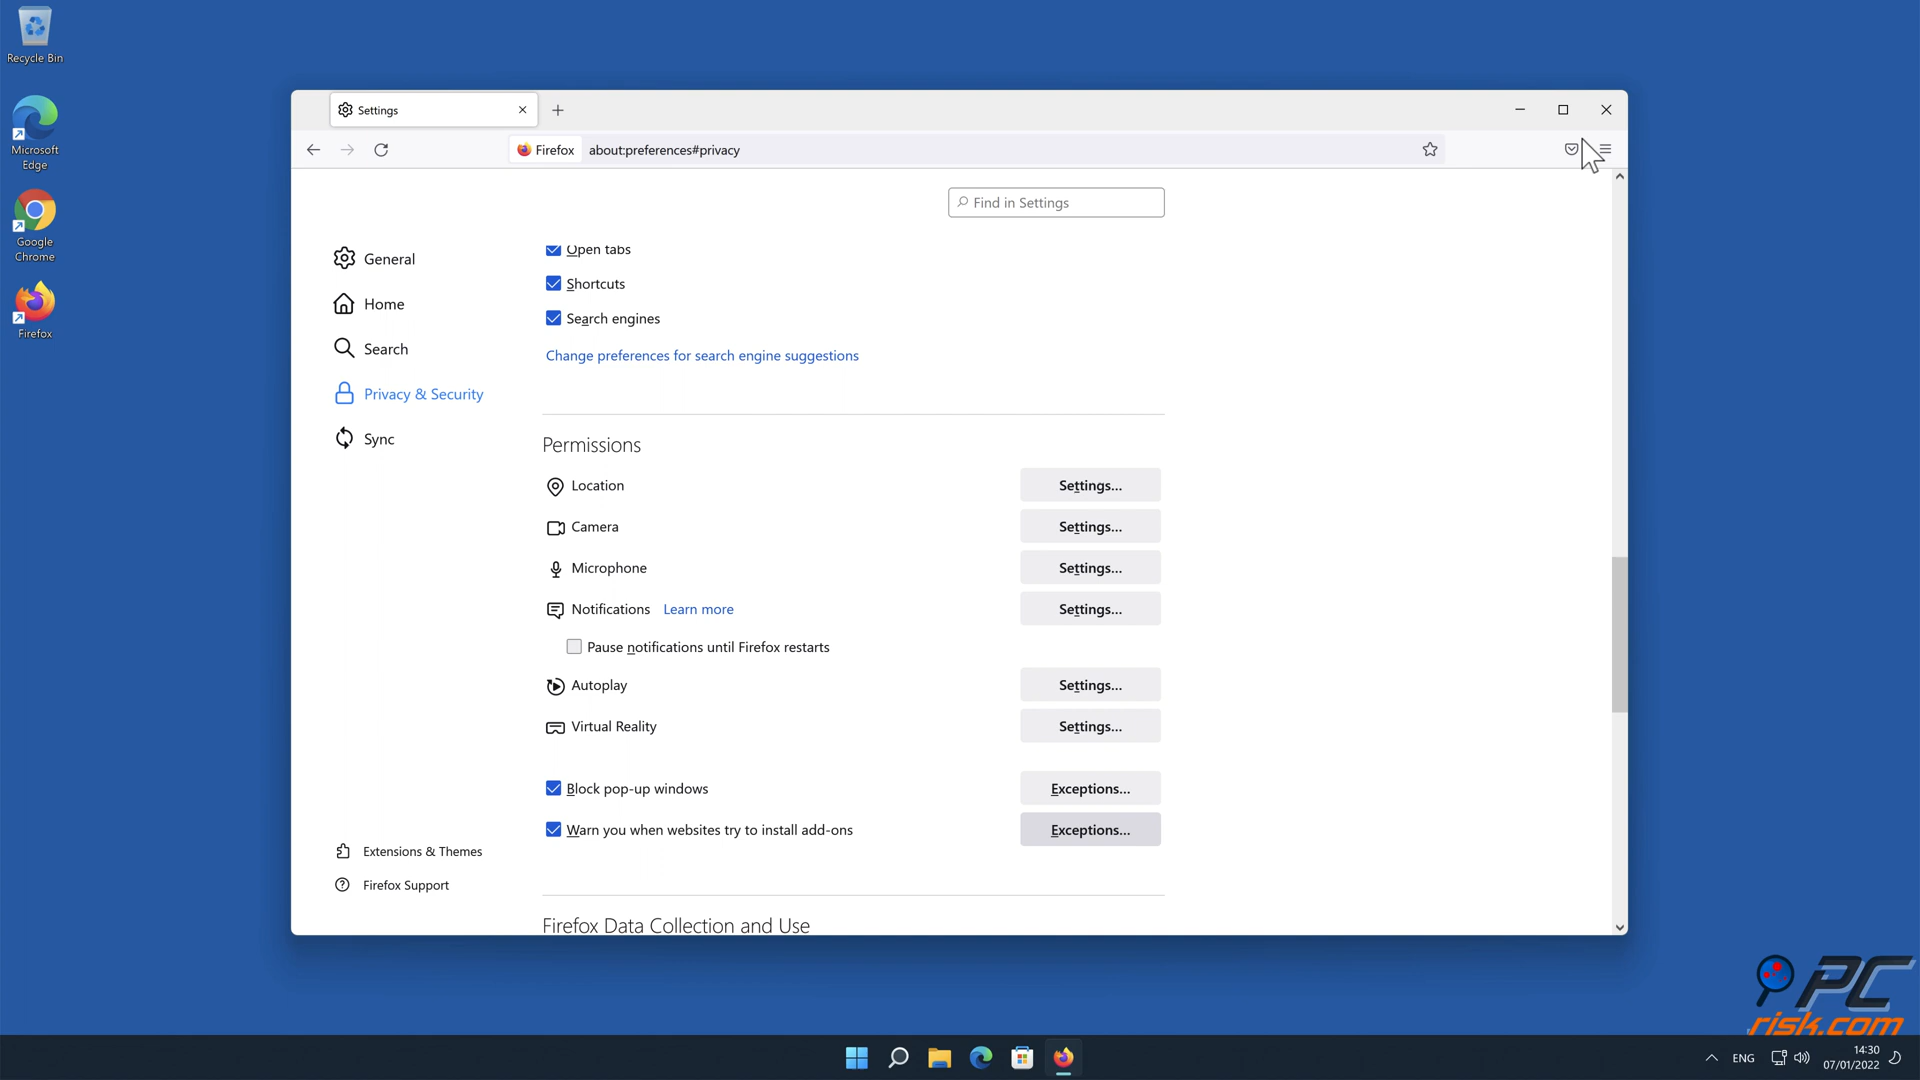 Recycle Bin
Microsoft
Edge
Google
Chrome
Firefox
Settings
Firefox about:preferences#privacy
Find in Settings
General
Home
Search
Privacy & Security
Sync
Extensions & Themes
Firefox Support
Open tabs
Shortcuts
Search engines
Change preferences for search engine suggestions
Permissions
Location Settings...
Camera Settings...
Microphone Settings...
Notifications Learn more Settings...
Pause notifications until Firefox restarts
Autoplay Settings...
Virtual Reality Settings...
Block pop-up windows Exceptions...
Warn you when websites try to install add-ons Exceptions...
Firefox Data Collection and Use
PC
risk.com
ENG
14:30
07/01/2022